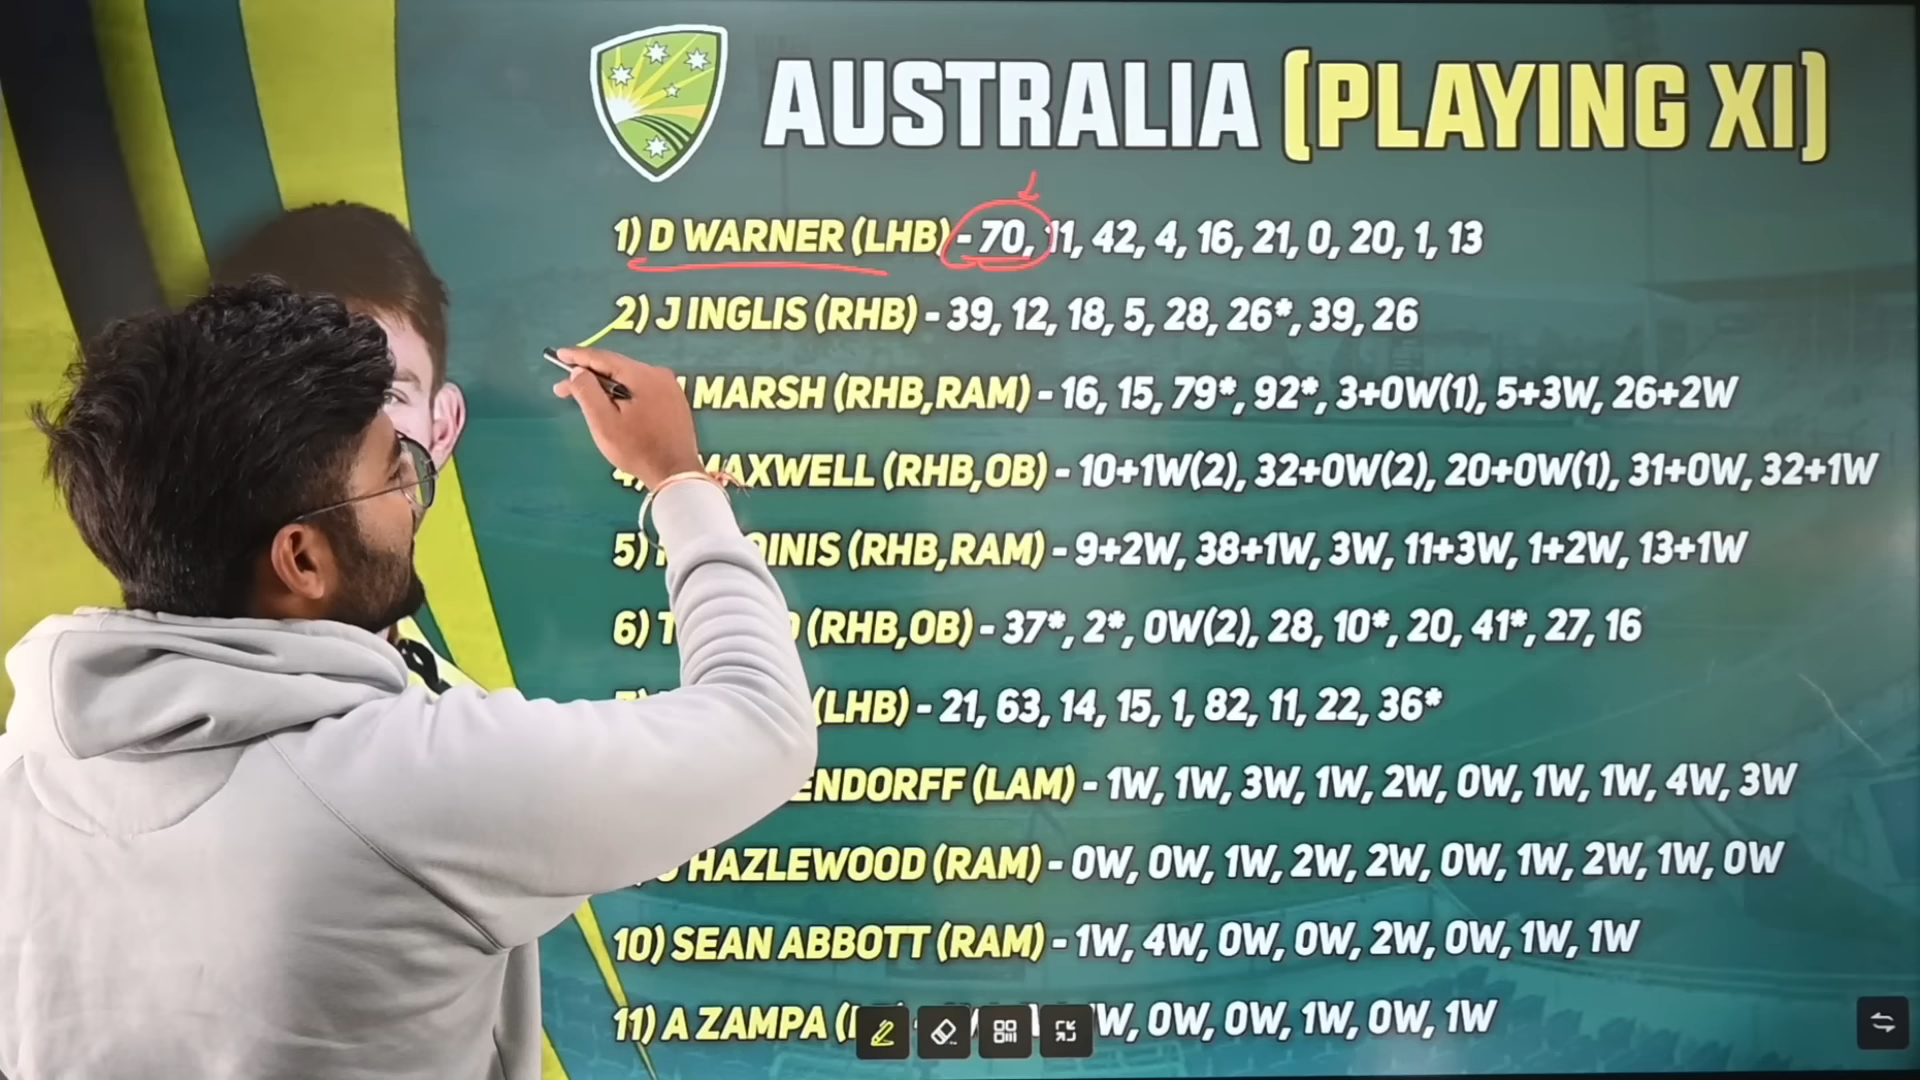 AUSTRALIA (PLAYING XI)
1) D WARNER (LHB) - 70, 11, 42, 4, 16, 21, 0, 20, 1, 13
2) J INGLIS (RHB) - 39, 12, 18, 5, 28, 26*, 39, 26
MARSH (RHB,RAM) - 16, 15, 79*, 92*, 3+0W(1), 5+3W, 26+2W
4) MAXWELL (RHB,OB) - 10+1W(2), 32+0W(2), 20+0W(1), 31+0W, 32+1W
5) OINIS (RHB,RAM) - 9+2W, 38+1W, 3W, 11+3W, 1+2W, 13+1W
6) T (RHB,OB) - 37*, 2*, 0W(2), 28, 10*, 20, 41*, 27, 16
(LHB) - 21, 63, 14, 15, 1, 82, 11, 22, 36*
ENDORFF (LAM) - 1W, 1W, 3W, 1W, 2W, 0W, 1W, 1W, 4W, 3W
HAZLEWOOD (RAM) - 0W, 0W, 1W, 2W, 2W, 0W, 1W, 2W, 1W, 0W
10) SEAN ABBOTT (RAM) - 1W, 4W, 0W, 0W, 2W, 0W, 1W, 1W
11) A ZAMPA ( W, 0W, 0W, 1W, 0W, 1W